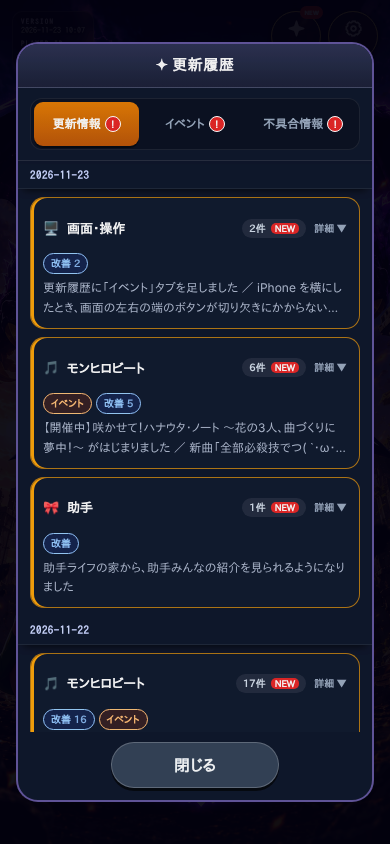 ✦ 更新履歴
更新情報 !
イベント !
不具合情報 !
2026-11-23
🖥️ 画面・操作 2件 NEW 詳細▼
改善 2
更新履歴に「イベント」タブを足しました ／ iPhone を横にし
たとき、画面の左右の端のボタンが切り欠きにかからない…
🎵 モンヒロビート 6件 NEW 詳細▼
イベント 改善 5
【開催中】咲かせて！ハナウタ・ノート 〜花の3人、曲づくりに
夢中！〜 がはじまりました ／ 新曲「全部必殺技でつ( `･ω･…
🎀 助手 1件 NEW 詳細▼
改善
助手ライフの家から、助手みんなの紹介を見られるようになり
ました
2026-11-22
🎵 モンヒロビート 17件 NEW 詳細▼
改善 16 イベント
閉じる